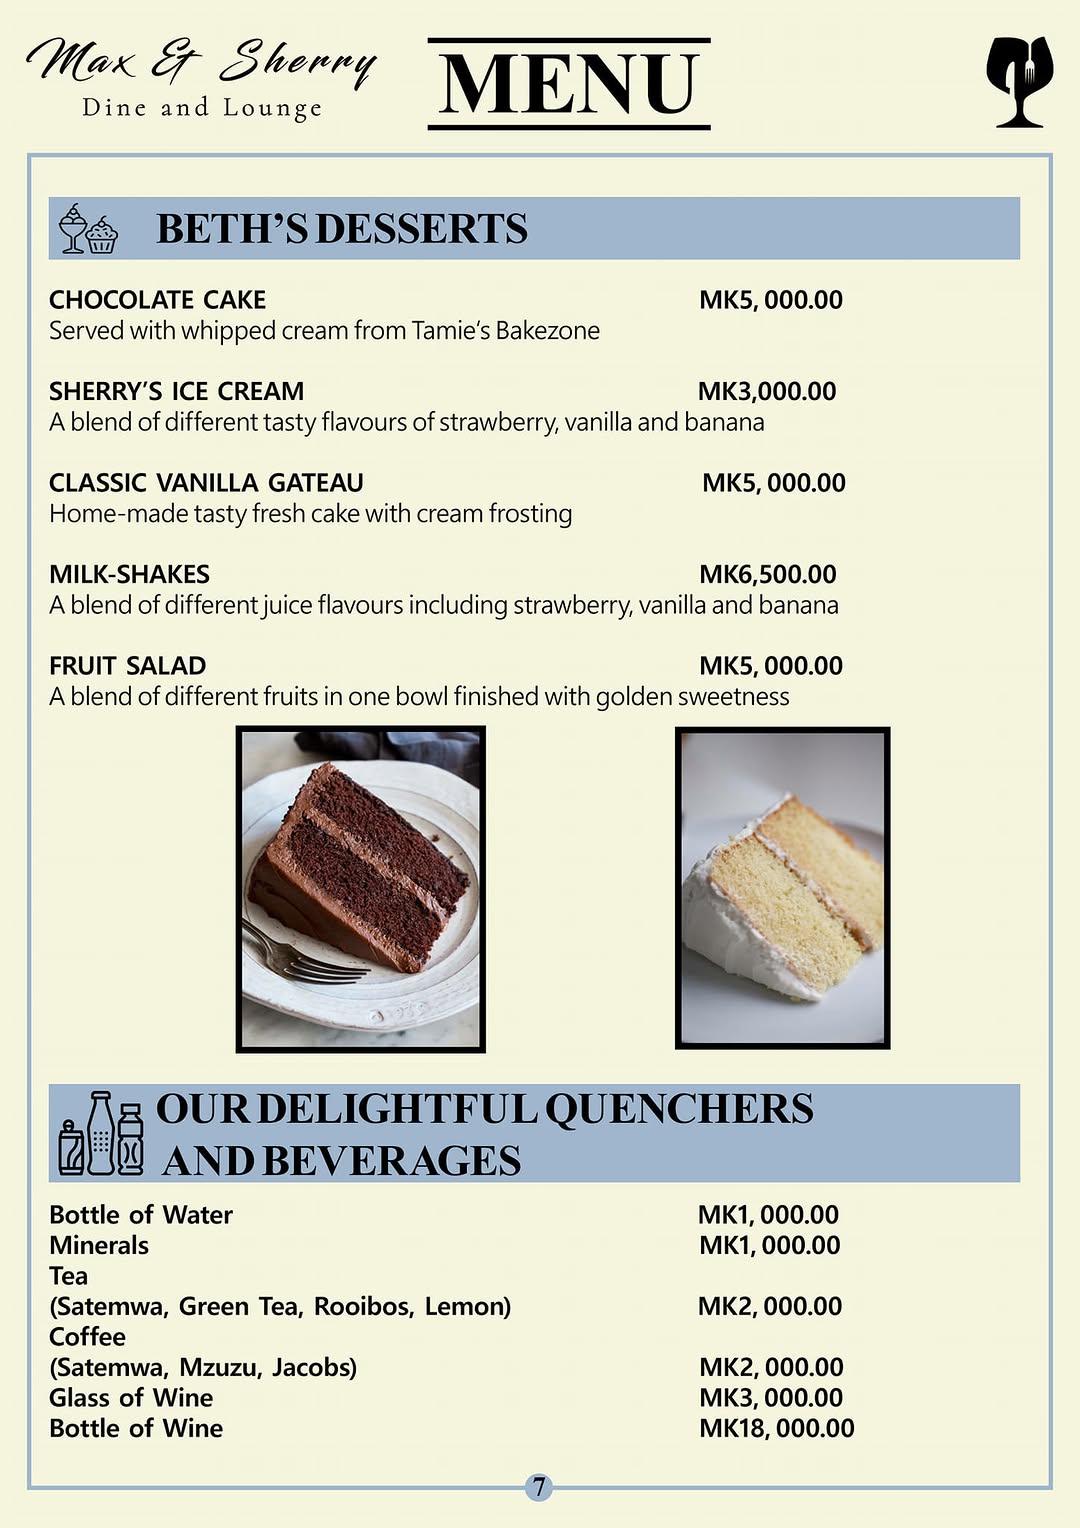 Max & Sherry
Dine and Lounge
MENU
BETH'S DESSERTS
CHOCOLATE CAKE MK5, 000.00
Served with whipped cream from Tamie's Bakezone
SHERRY'S ICE CREAM MK3,000.00
A blend of different tasty flavours of strawberry, vanilla and banana
CLASSIC VANILLA GATEAU MK5, 000.00
Home-made tasty fresh cake with cream frosting
MILK-SHAKES MK6,500.00
A blend of different juice flavours including strawberry, vanilla and banana
FRUIT SALAD MK5, 000.00
A blend of different fruits in one bowl finished with golden sweetness
OUR DELIGHTFUL QUENCHERS
AND BEVERAGES
Bottle of Water MK1, 000.00
Minerals MK1, 000.00
Tea
(Satemwa, Green Tea, Rooibos, Lemon) MK2, 000.00
Coffee
(Satemwa, Mzuzu, Jacobs) MK2, 000.00
Glass of Wine MK3, 000.00
Bottle of Wine MK18, 000.00
7